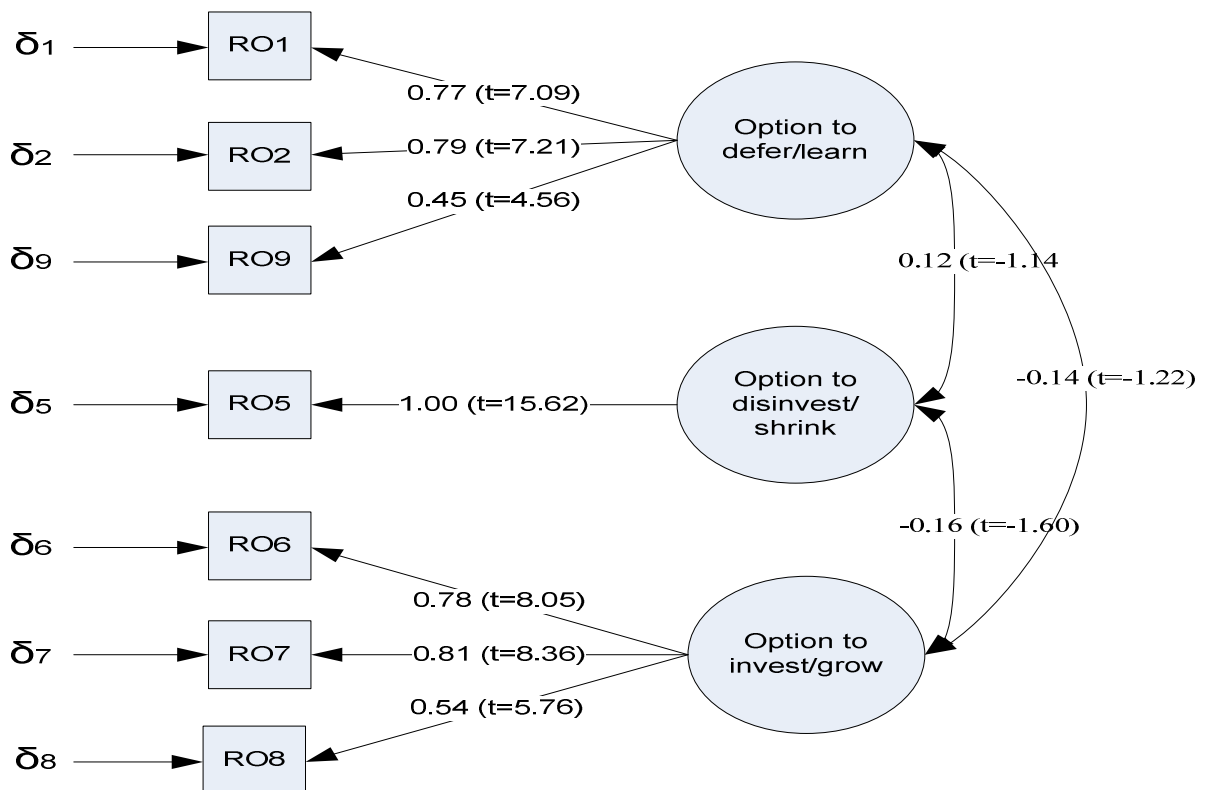 δ1
RO1
0.77 (t=7.09)
Option to
defer/learn
δ2
RO2
0.79 (t=7.21)
δ9
RO9
0.45 (t=4.56)
0.12 (t=-1.14
-0.14 (t=-1.22)
δ5
RO5
1.00 (t=15.62)
Option to
disinvest/
shrink
-0.16 (t=-1.60)
δ6
RO6
0.78 (t=8.05)
δ7
RO7
0.81 (t=8.36)
Option to
invest/grow
δ8
RO8
0.54 (t=5.76)